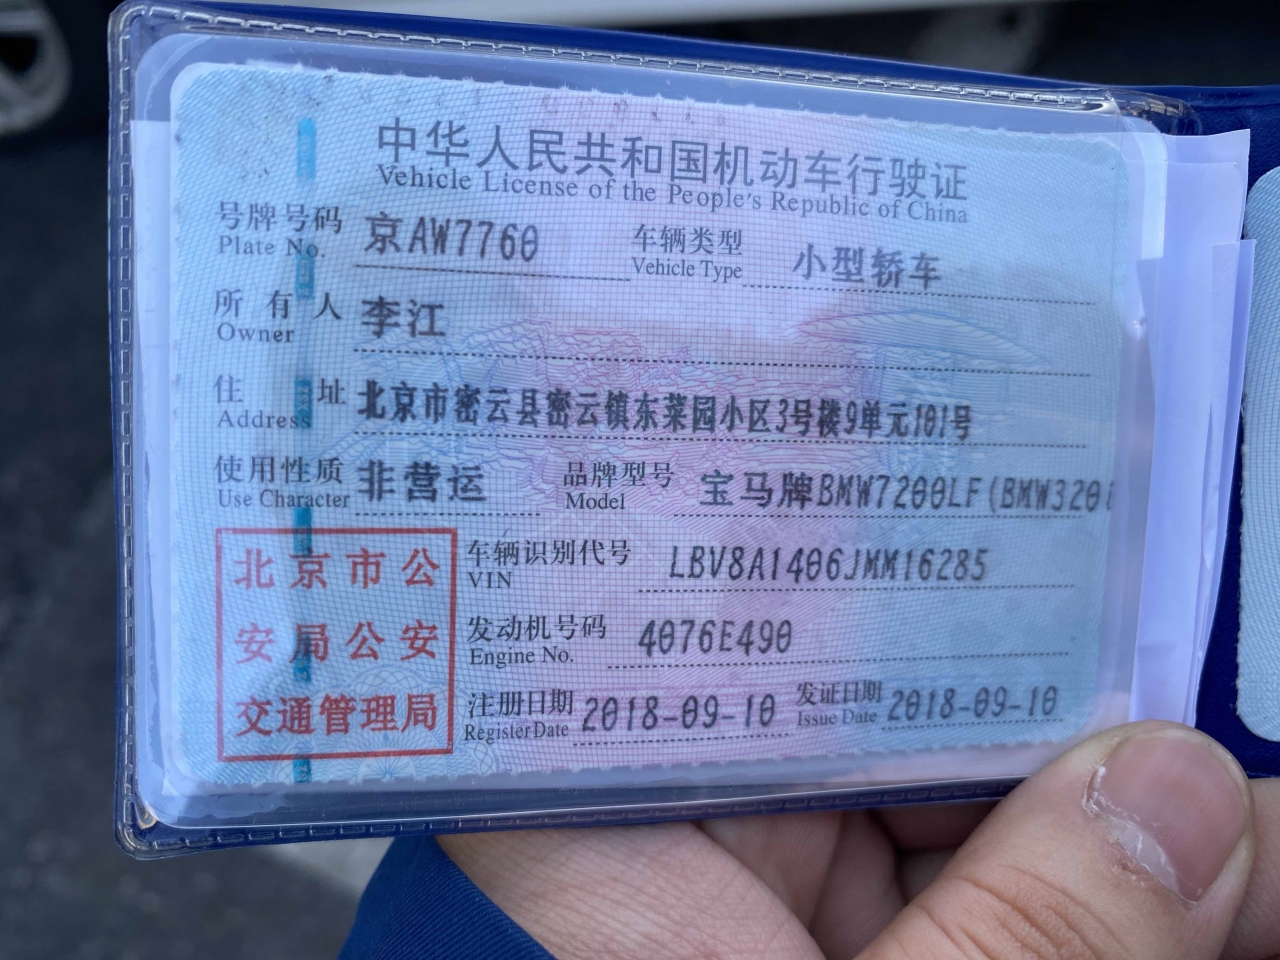 中华人民共和国机动车行驶证
Vehicle License of the People's Republic of China
号牌号码 京AW7760 车辆类型 小型轿车
Plate No. Vehicle Type
所有人 李江
Owner
住址 北京市密云县密云镇东菜园小区3号楼9单元101号
Address
使用性质 非营运 品牌型号 宝马牌BMW7200LF(BMW320
Use Character Model
北京市公
安局公安
交通管理局
车辆识别代号 LBV8A1406JMM16285
VIN
发动机号码 4076E490
Engine No.
注册日期 2018-09-10 发证日期 2018-09-10
Register Date Issue Date